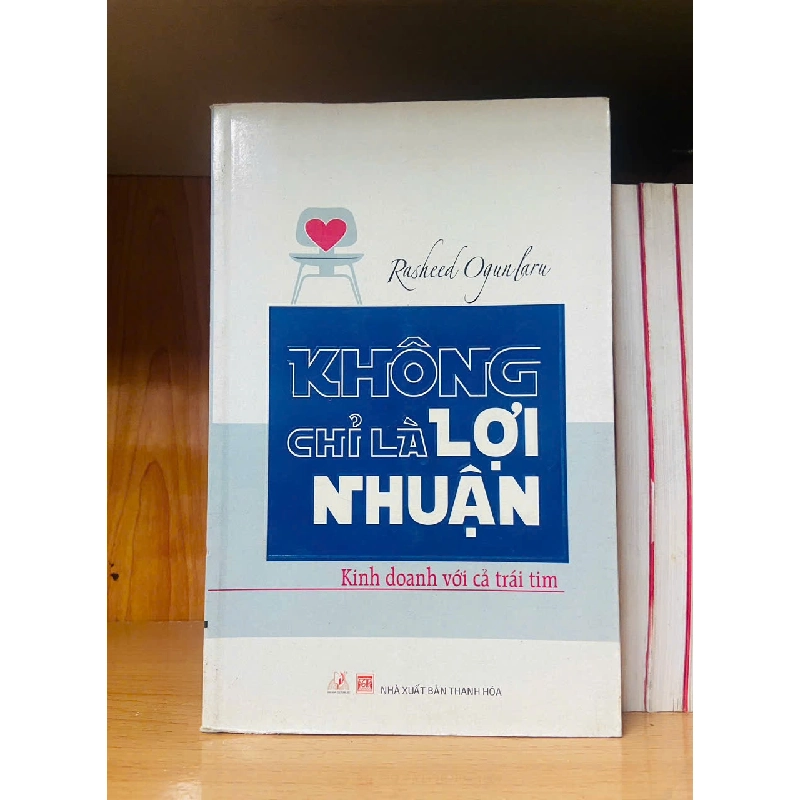 Rasheed Ogunlaru
KHÔNG
CHỈ LÀ LỢI
NHUẬN
Kinh doanh với cả trái tim
NHÀ XUẤT BẢN THANH HÓA